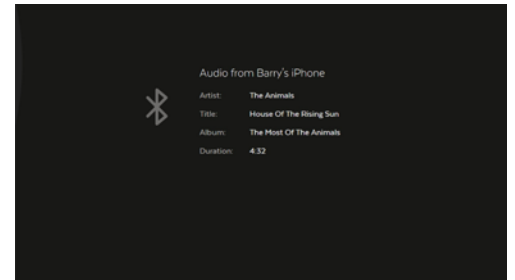 Audio from Barry's iPhone
Artist: The Animals
Title: House Of The Rising Sun
Album: The Most Of The Animals
Duration: 4:32